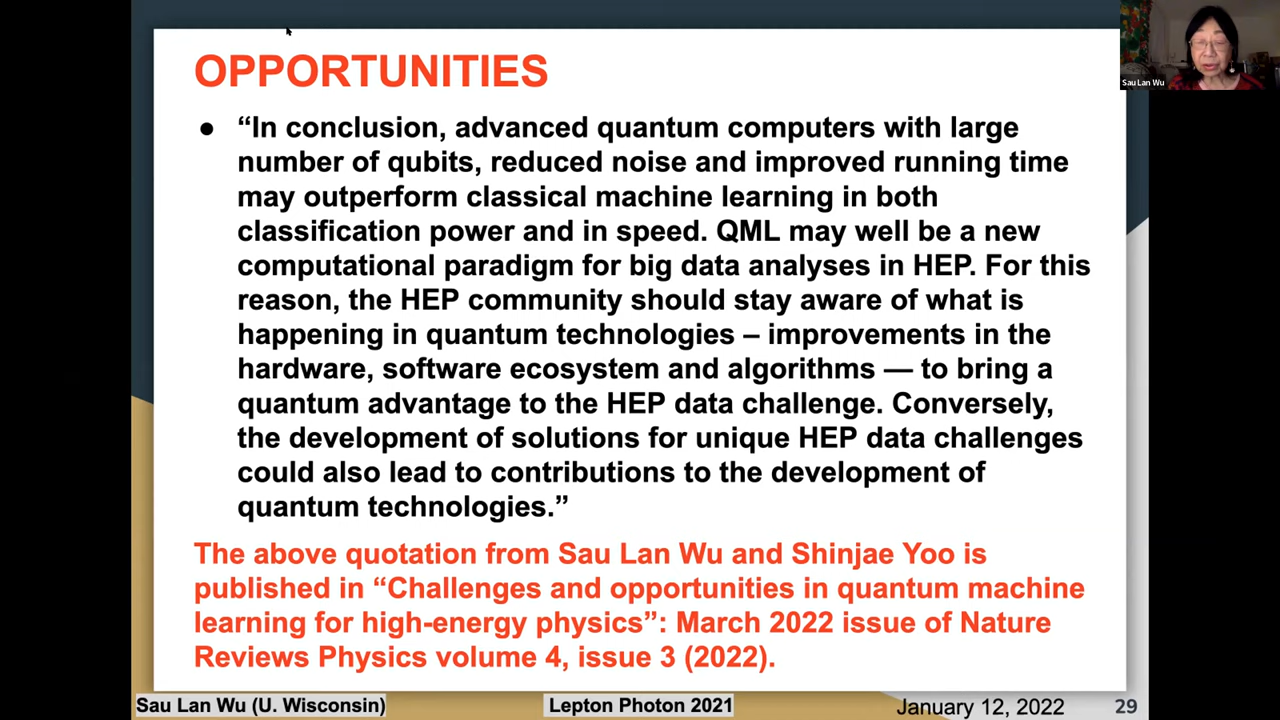 OPPORTUNITIES
● “In conclusion, advanced quantum computers with large
number of qubits, reduced noise and improved running time
may outperform classical machine learning in both
classification power and in speed. QML may well be a new
computational paradigm for big data analyses in HEP. For this
reason, the HEP community should stay aware of what is
happening in quantum technologies – improvements in the
hardware, software ecosystem and algorithms — to bring a
quantum advantage to the HEP data challenge. Conversely,
the development of solutions for unique HEP data challenges
could also lead to contributions to the development of
quantum technologies.”
The above quotation from Sau Lan Wu and Shinjae Yoo is
published in “Challenges and opportunities in quantum machine
learning for high-energy physics”: March 2022 issue of Nature
Reviews Physics volume 4, issue 3 (2022).
Sau Lan Wu (U. Wisconsin) Lepton Photon 2021 January 12, 2022 29
Sau Lan Wu